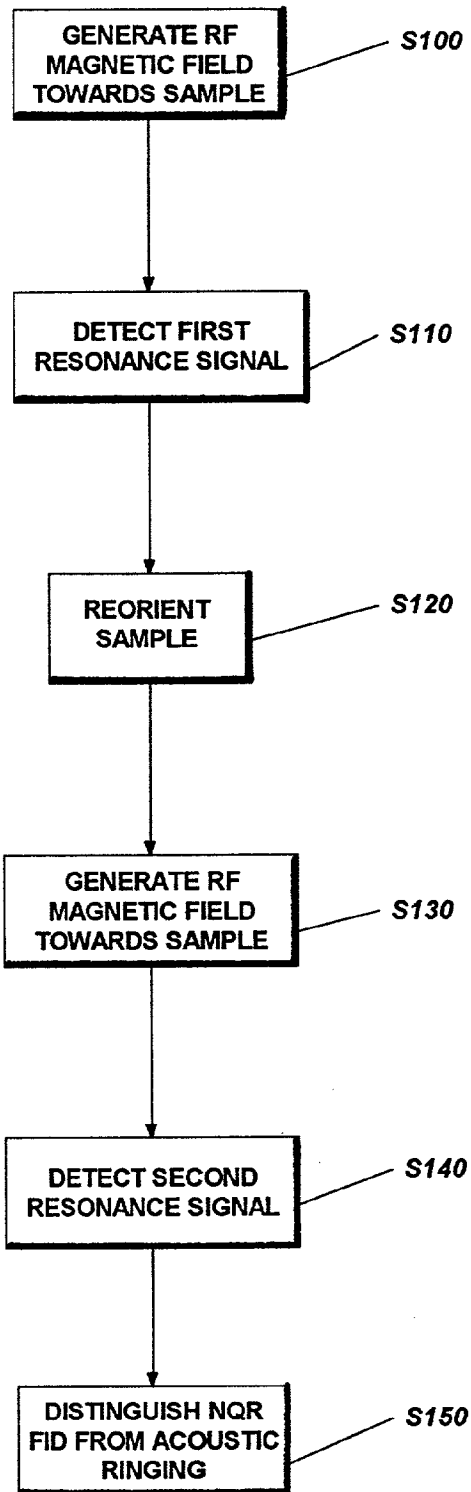 GENERATE RF
MAGNETIC FIELD
TOWARDS SAMPLE
S100
DETECT FIRST
RESONANCE SIGNAL
S110
REORIENT
SAMPLE
S120
GENERATE RF
MAGNETIC FIELD
TOWARDS SAMPLE
S130
DETECT SECOND
RESONANCE SIGNAL
S140
DISTINGUISH NQR
FID FROM ACOUSTIC
RINGING
S150